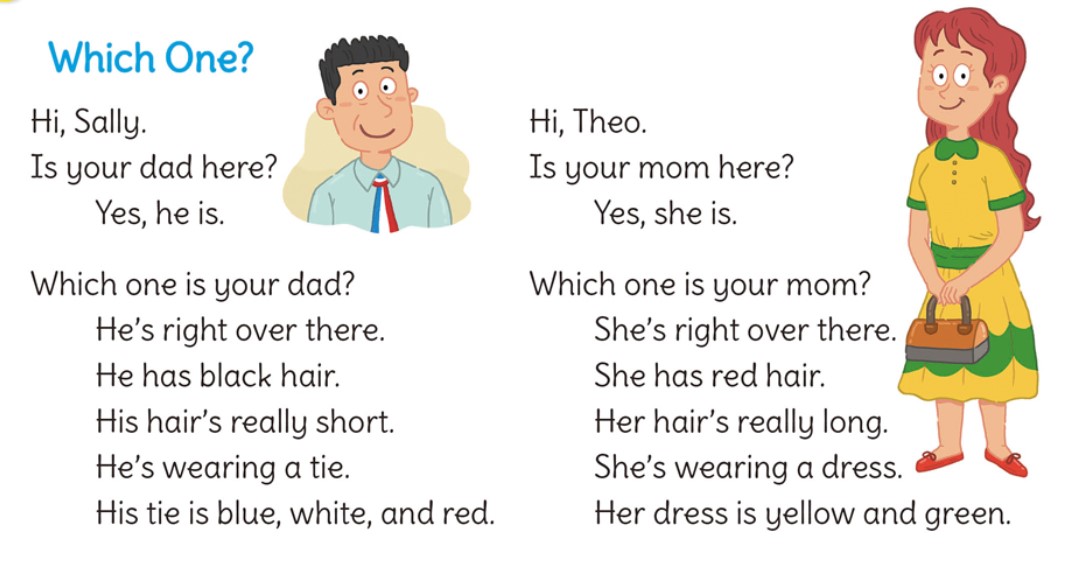 Which One?
Hi, Sally.
Is your dad here?
Yes, he is.
Which one is your dad?
He's right over there.
He has black hair.
His hair's really short.
He's wearing a tie.
His tie is blue, white, and red.
Hi, Theo.
Is your mom here?
Yes, she is.
Which one is your mom?
She's right over there.
She has red hair.
Her hair's really long.
She's wearing a dress.
Her dress is yellow and green.